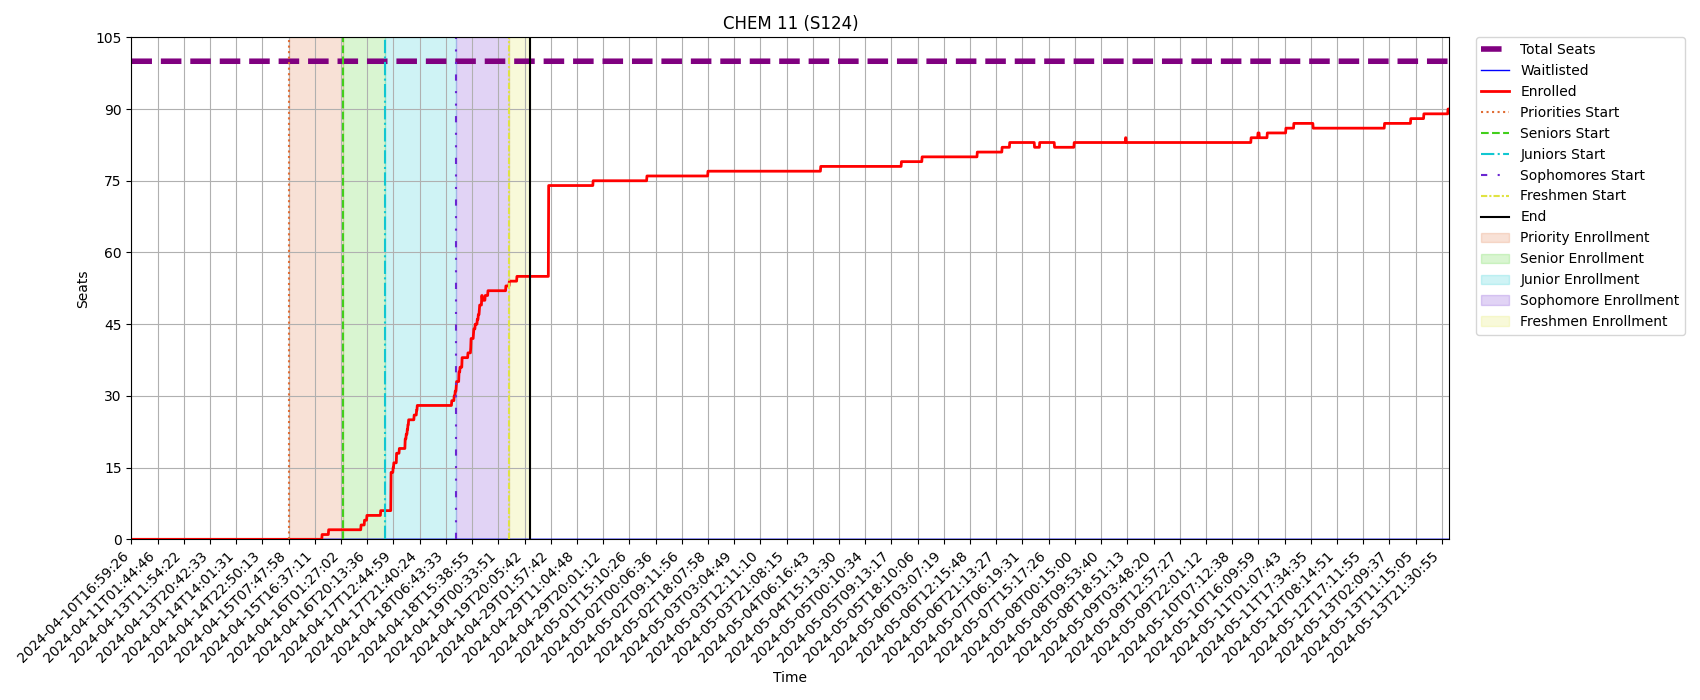 CHEM 11 (S124)
105
90
75
60
45
30
15
0
Seats
2024-04-10T16:59:26
2024-04-11T01:44:46
2024-04-13T11:54:22
2024-04-13T20:42:33
2024-04-14T14:01:31
2024-04-14T22:50:13
2024-04-15T07:47:58
2024-04-15T16:37:11
2024-04-16T01:27:02
2024-04-16T20:13:36
2024-04-17T12:44:59
2024-04-17T21:40:24
2024-04-18T06:43:33
2024-04-18T15:38:55
2024-04-19T00:33:51
2024-04-19T20:05:42
2024-04-29T01:57:42
2024-04-29T11:04:48
2024-04-29T20:01:12
2024-05-01T15:10:26
2024-05-02T00:06:36
2024-05-02T09:11:56
2024-05-02T18:07:58
2024-05-03T03:04:49
2024-05-03T12:11:10
2024-05-03T21:08:15
2024-05-04T06:16:43
2024-05-04T15:13:30
2024-05-05T00:10:34
2024-05-05T09:13:17
2024-05-05T18:10:06
2024-05-06T03:07:19
2024-05-06T12:15:48
2024-05-06T21:13:27
2024-05-07T06:19:31
2024-05-07T15:17:26
2024-05-08T00:15:00
2024-05-08T09:53:40
2024-05-08T18:51:13
2024-05-09T03:48:20
2024-05-09T12:57:27
2024-05-09T22:01:12
2024-05-10T07:12:38
2024-05-10T16:09:59
2024-05-11T01:07:43
2024-05-11T17:34:35
2024-05-12T08:14:51
2024-05-12T17:11:55
2024-05-13T02:09:37
2024-05-13T11:15:05
2024-05-13T21:30:55
Time
Total Seats
Waitlisted
Enrolled
Priorities Start
Seniors Start
Juniors Start
Sophomores Start
Freshmen Start
End
Priority Enrollment
Senior Enrollment
Junior Enrollment
Sophomore Enrollment
Freshmen Enrollment